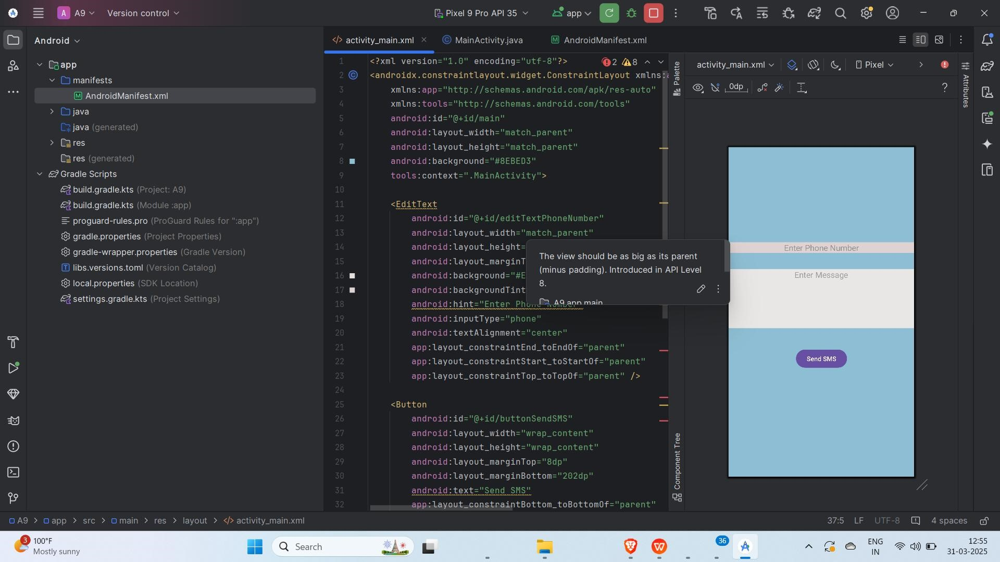 A A9 Version control Pixel 9 Pro API 35 app
Android
activity_main.xml MainActivity.java AndroidManifest.xml
app
manifests
AndroidManifest.xml
java
java (generated)
res
res (generated)
Gradle Scripts
build.gradle.kts (Project: A9)
build.gradle.kts (Module :app)
proguard-rules.pro (ProGuard Rules for ":app")
gradle.properties (Project Properties)
gradle-wrapper.properties (Gradle Version)
libs.versions.toml (Version Catalog)
local.properties (SDK Location)
settings.gradle.kts (Project Settings)
2 8
1 <?xml version="1.0" encoding="utf-8"?>
2 <androidx.constraintlayout.widget.ConstraintLayout xmlns:
3 xmlns:app="http://schemas.android.com/apk/res-auto"
4 xmlns:tools="http://schemas.android.com/tools"
5 android:id="@+id/main"
6 android:layout_width="match_parent"
7 android:layout_height="match_parent"
8 android:background="#8EBED3"
9 tools:context=".MainActivity">
10
11 <EditText
12 android:id="@+id/editTextPhoneNumber"
13 android:layout_width="match_parent"
14 android:layout_height=
15 android:layout_marginT
16 android:background="#E
17 android:backgroundTint
18 android:hint="Enter Phone Number"
19 android:inputType="phone"
20 android:textAlignment="center"
21 app:layout_constraintEnd_toEndOf="parent"
22 app:layout_constraintStart_toStartOf="parent"
23 app:layout_constraintTop_toTopOf="parent" />
24
25 <Button
26 android:id="@+id/buttonSendSMS"
27 android:layout_width="wrap_content"
28 android:layout_height="wrap_content"
29 android:layout_marginTop="8dp"
30 android:layout_marginBottom="202dp"
31 android:text="Send SMS"
32 app:layout_constraintBottom_toBottomOf="parent"
The view should be as big as its parent
(minus padding). Introduced in API Level
8.
A9.app.main
Palette
Component Tree
activity_main.xml Pixel
0dp ?
Attributes
Enter Phone Number
Enter Message
Send SMS
A9 > app > src > main > res > layout > activity_main.xml 37:5 LF UTF-8 4 spaces
3 100°F
Mostly sunny
Search
36
ENG
IN
12:55
31-03-2025